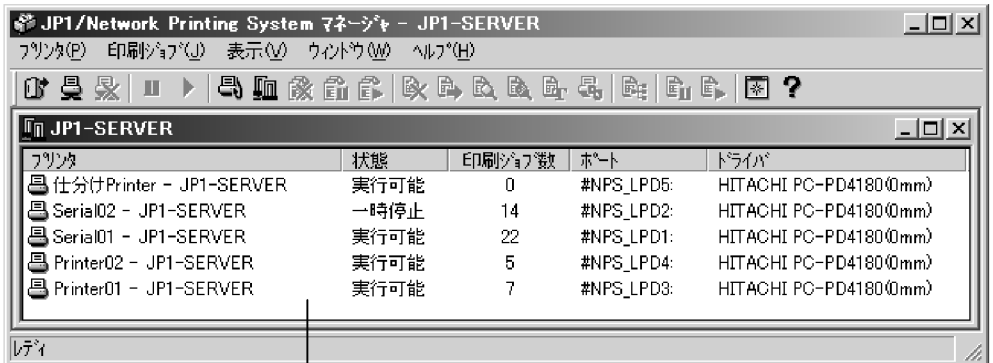 JP1/Network Printing System マネージャ - JP1-SERVER
プリンタ(P) 印刷ジョブ(J) 表示(V) ウィンドウ(W) ヘルプ(H)
JP1-SERVER
プリンタ 状態 印刷ジョブ数 ポート ドライバ
仕分けPrinter - JP1-SERVER 実行可能 0 #NPS_LPD5: HITACHI PC-PD4180(0mm)
Serial02 - JP1-SERVER 一時停止 14 #NPS_LPD2: HITACHI PC-PD4180(0mm)
Serial01 - JP1-SERVER 実行可能 22 #NPS_LPD1: HITACHI PC-PD4180(0mm)
Printer02 - JP1-SERVER 実行可能 5 #NPS_LPD4: HITACHI PC-PD4180(0mm)
Printer01 - JP1-SERVER 実行可能 7 #NPS_LPD3: HITACHI PC-PD4180(0mm)
レディ